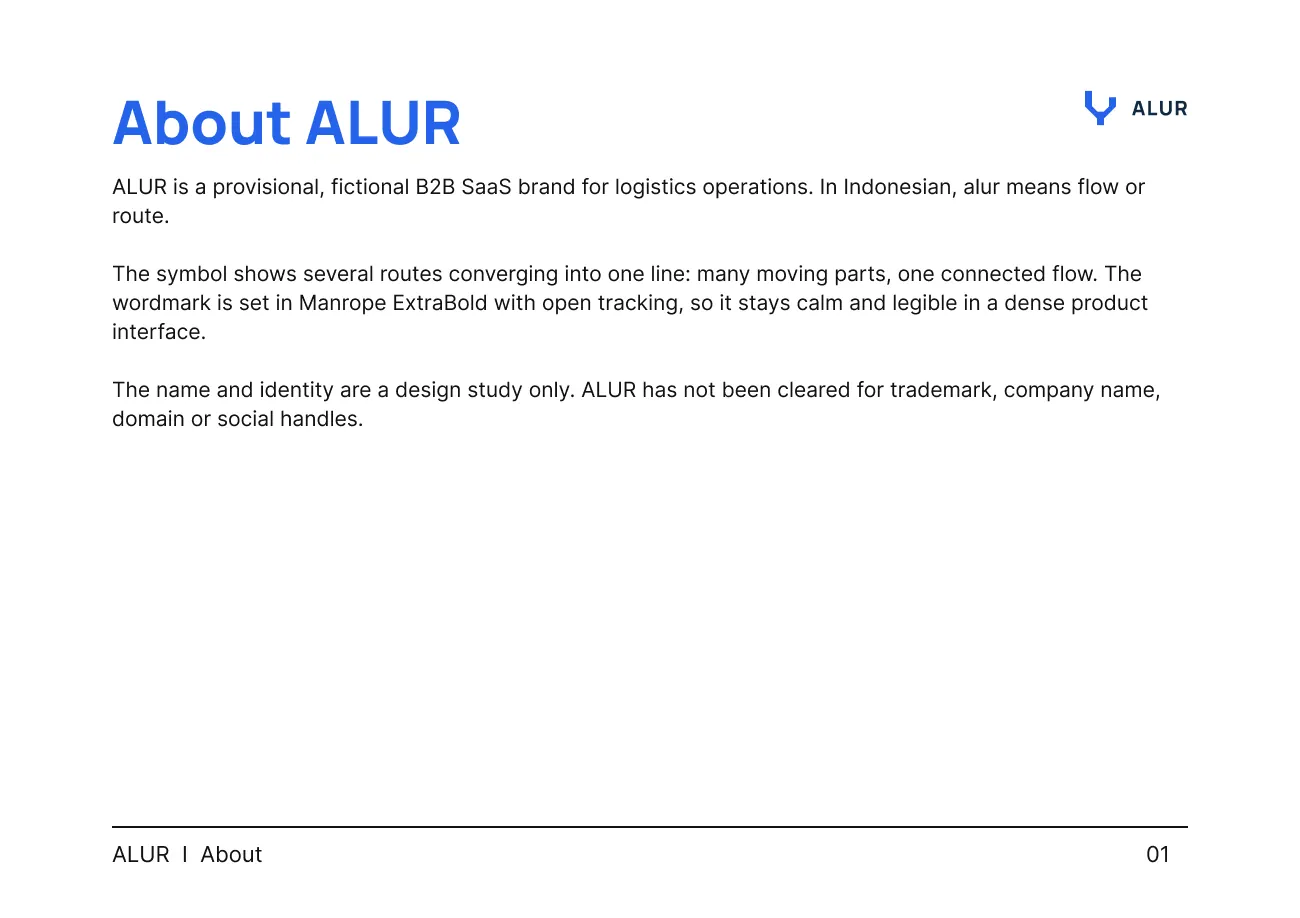 About ALUR
ALUR
ALUR is a provisional, fictional B2B SaaS brand for logistics operations. In Indonesian, alur means flow or
route.
The symbol shows several routes converging into one line: many moving parts, one connected flow. The
wordmark is set in Manrope ExtraBold with open tracking, so it stays calm and legible in a dense product
interface.
The name and identity are a design study only. ALUR has not been cleared for trademark, company name,
domain or social handles.
ALUR I About
01